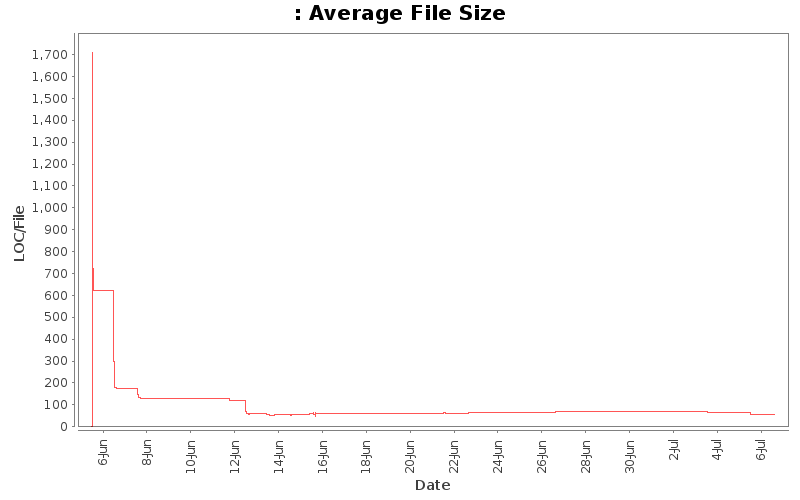 : Average File Size
LOC/File
1,700
1,600
1,500
1,400
1,300
1,200
1,100
1,000
900
800
700
600
500
400
300
200
100
0
6-Jun
8-Jun
10-Jun
12-Jun
14-Jun
16-Jun
18-Jun
20-Jun
22-Jun
24-Jun
26-Jun
28-Jun
30-Jun
2-Jul
4-Jul
6-Jul
Date